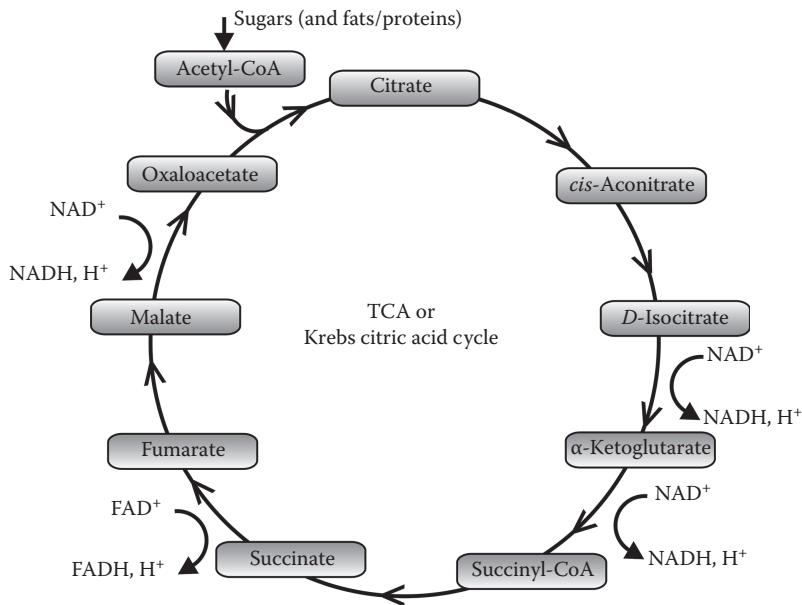 Sugars (and fats/proteins)
Acetyl-CoA
Citrate
Oxaloacetate
cis-Aconitrate
NAD⁺
NADH, H⁺
Malate
TCA or
Krebs citric acid cycle
D-Isocitrate
NAD⁺
NADH, H⁺
Fumarate
α-Ketoglutarate
FAD⁺
FADH, H⁺
NAD⁺
NADH, H⁺
Succinate
Succinyl-CoA